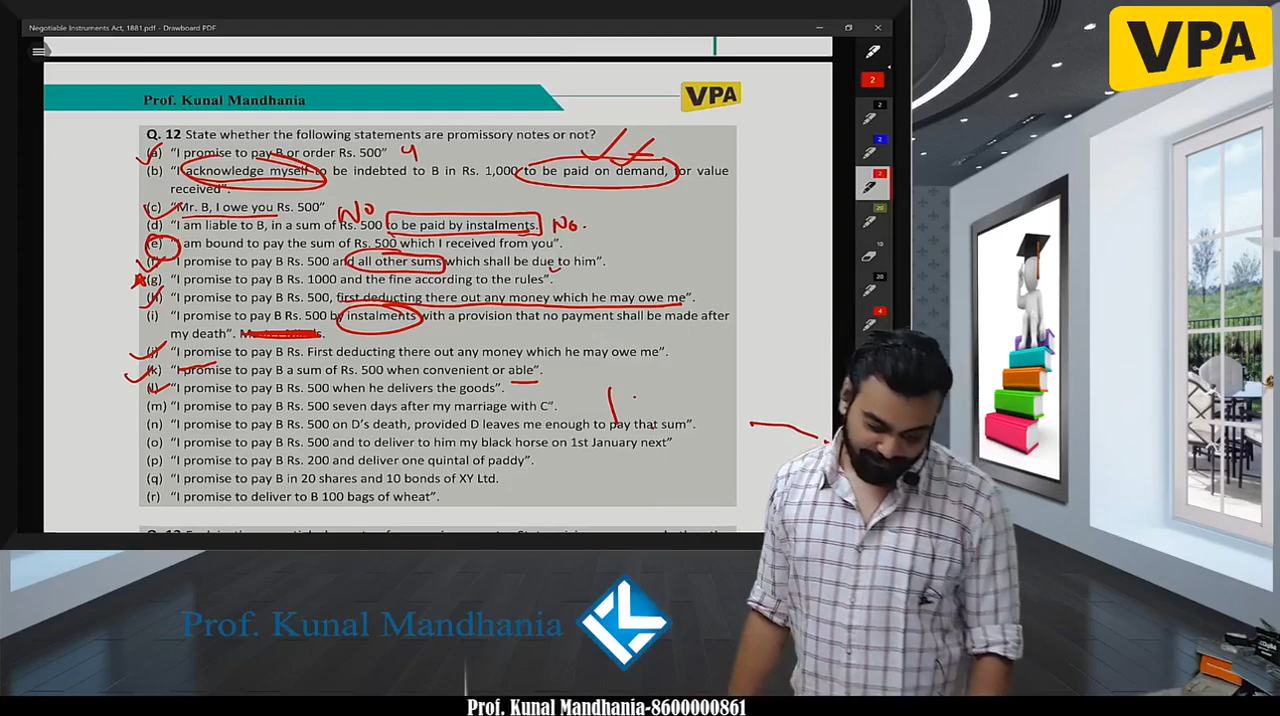 Negotiable Instruments Act, 1881.pdf - Drawboard PDF
VPA
Prof. Kunal Mandhania
VPA
Q. 12 State whether the following statements are promissory notes or not?
(a) "I promise to pay B or order Rs. 500"
(b) "I acknowledge myself to be indebted to B in Rs. 1,000 to be paid on demand, for value
received".
(c) "Mr. B, I owe you Rs. 500"
NO
(d) "I am liable to B, in a sum of Rs. 500 to be paid by instalments. No.
(e) am bound to pay the sum of Rs. 500 which I received from you".
"I promise to pay B Rs. 500 and all other sums which shall be due to him".
(g) "I promise to pay B Rs. 1000 and the fine according to the rules".
(h) "I promise to pay B Rs. 500, first deducting there out any money which he may owe me".
(i) "I promise to pay B Rs. 500 by instalments with a provision that no payment shall be made after
my death".
(j) "I promise to pay B Rs. First deducting there out any money which he may owe me".
(k) "I promise to pay B a sum of Rs. 500 when convenient or able".
(l) "I promise to pay B Rs. 500 when he delivers the goods".
(m) "I promise to pay B Rs. 500 seven days after my marriage with C".
(n) "I promise to pay B Rs. 500on D's death, provided D leaves me enough to pay that sum".
(o) "I promise to pay B Rs. 500 and to deliver to him my black horse on 1st January next"
(p) "I promise to pay B Rs. 200 and deliver one quintal of paddy".
(q) "I promise to pay B in 20 shares and 10 bonds of XY Ltd.
(r) "I promise to deliver to B 100 bags of wheat".
Prof. Kunal Mandhania
Prof. Kunal Mandhania-8600000861